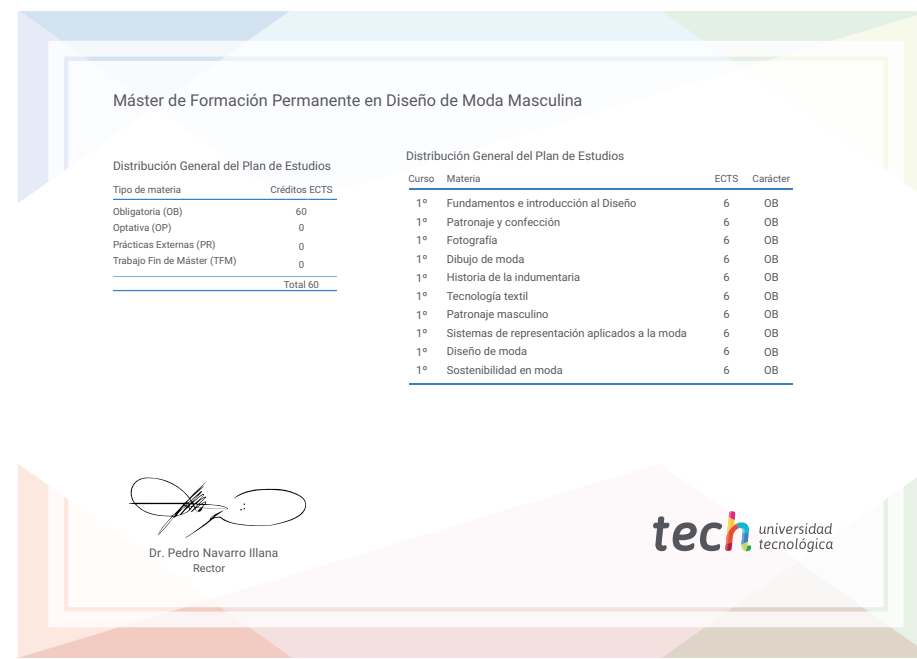 Máster de Formación Permanente en Diseño de Moda Masculina
Distribución General del Plan de Estudios
Tipo de materia Créditos ECTS
Obligatoria (OB) 60
Optativa (OP) 0
Prácticas Externas (PR) 0
Trabajo Fin de Máster (TFM) 0
Total 60
Distribución General del Plan de Estudios
Curso Materia ECTS Carácter
1º Fundamentos e introducción al Diseño 6 OB
1º Patronaje y confección 6 OB
1º Fotografía 6 OB
1º Dibujo de moda 6 OB
1º Historia de la indumentaria 6 OB
1º Tecnología textil 6 OB
1º Patronaje masculino 6 OB
1º Sistemas de representación aplicados a la moda 6 OB
1º Diseño de moda 6 OB
1º Sostenibilidad en moda 6 OB
Dr. Pedro Navarro Illana
Rector
tech universidad
tecnológica